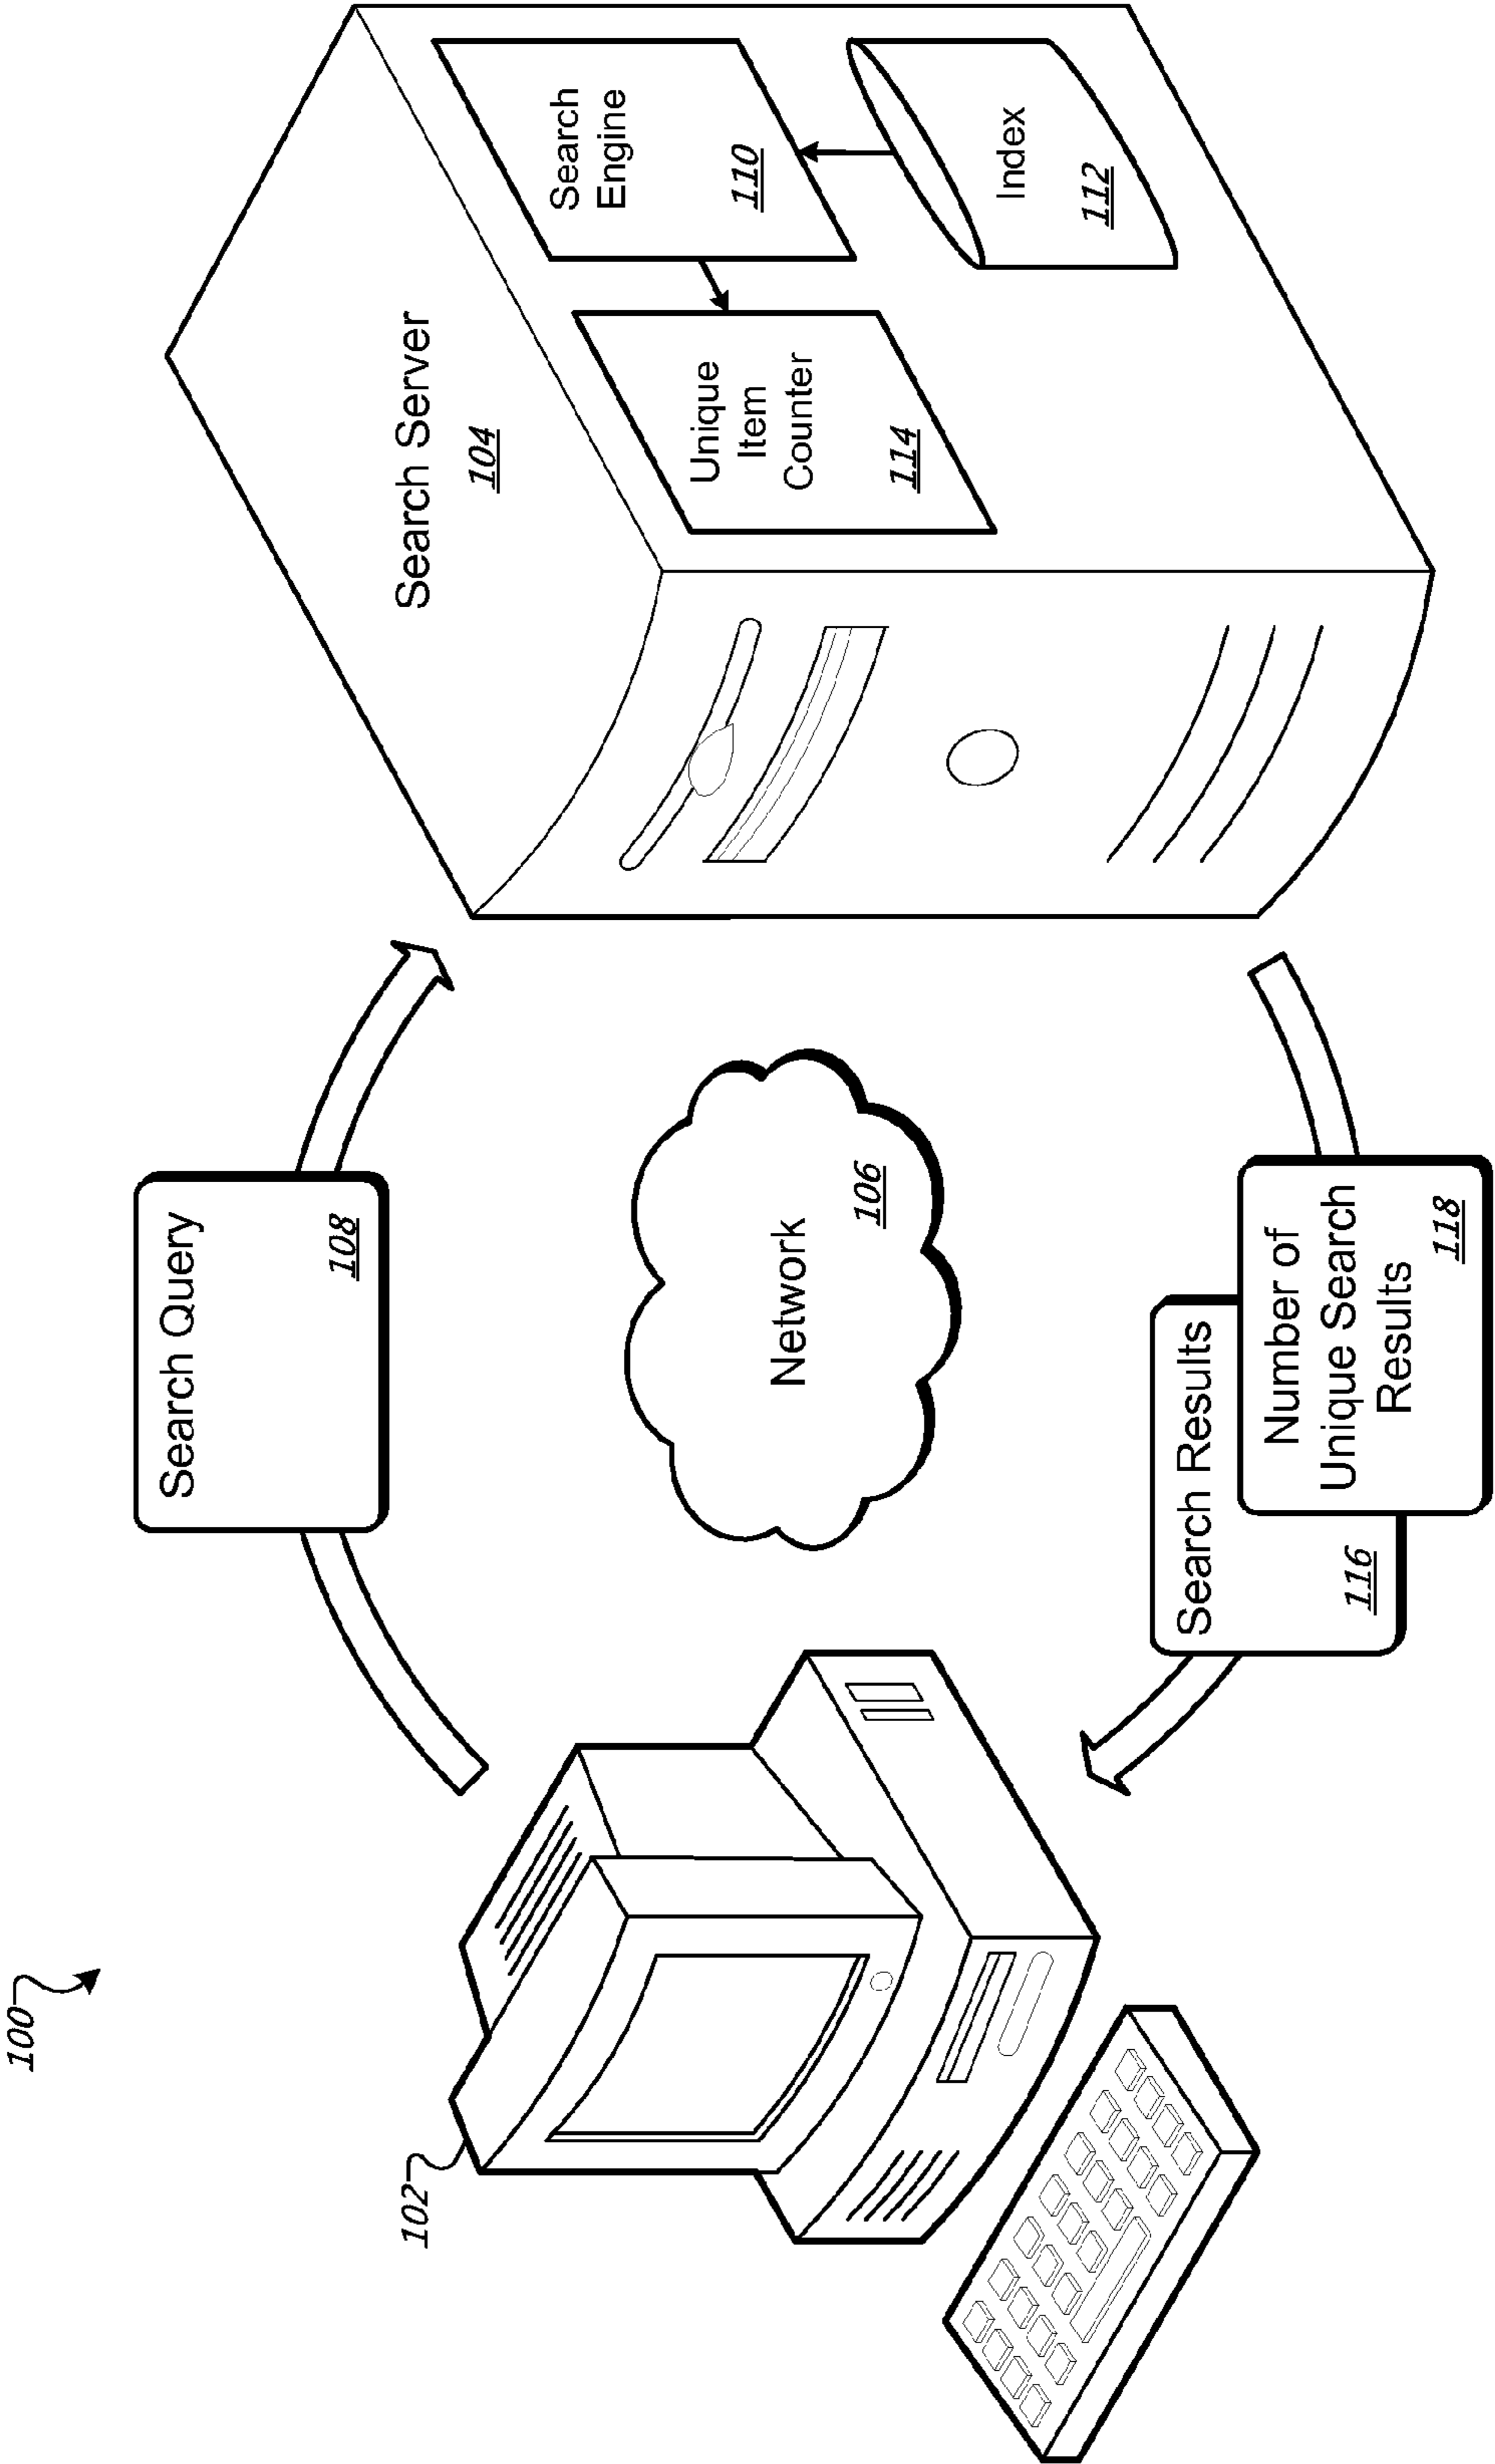 100
102
Search Query
108
Search Server
104
Search
Engine
110
Unique
Item
Counter
114
Index
112
Network
106
Search Results
116
Number of
Unique Search
Results
118